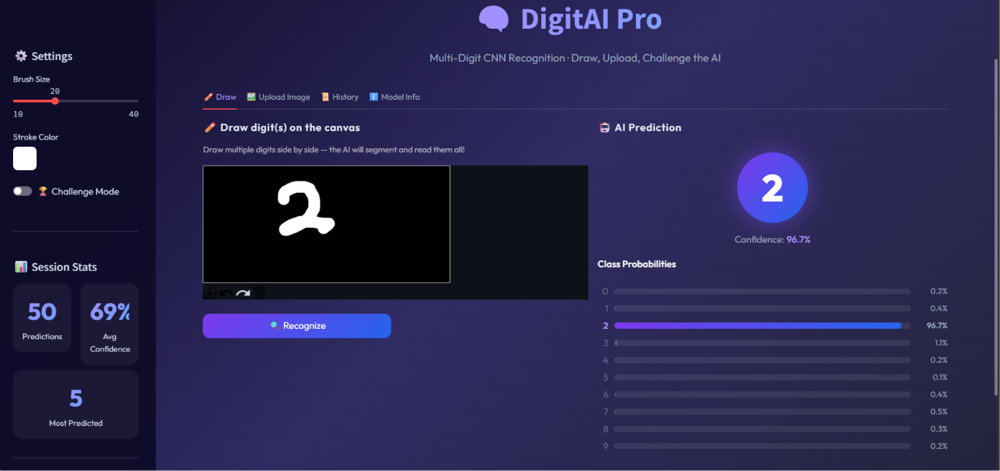 DigitAI Pro
Multi-Digit CNN Recognition · Draw, Upload, Challenge the AI
Settings
Brush Size
20
10 40
Stroke Color
Challenge Mode
Session Stats
50
Predictions
69%
Avg
Confidence
5
Most Predicted
Draw Upload Image History Model Info
Draw digit(s) on the canvas
Draw multiple digits side by side — the AI will segment and read them all!
2
Recognize
AI Prediction
2
Confidence: 96.7%
Class Probabilities
0 0.2%
1 0.4%
2 96.7%
3 1.1%
4 0.2%
5 0.1%
6 0.4%
7 0.5%
8 0.3%
9 0.2%